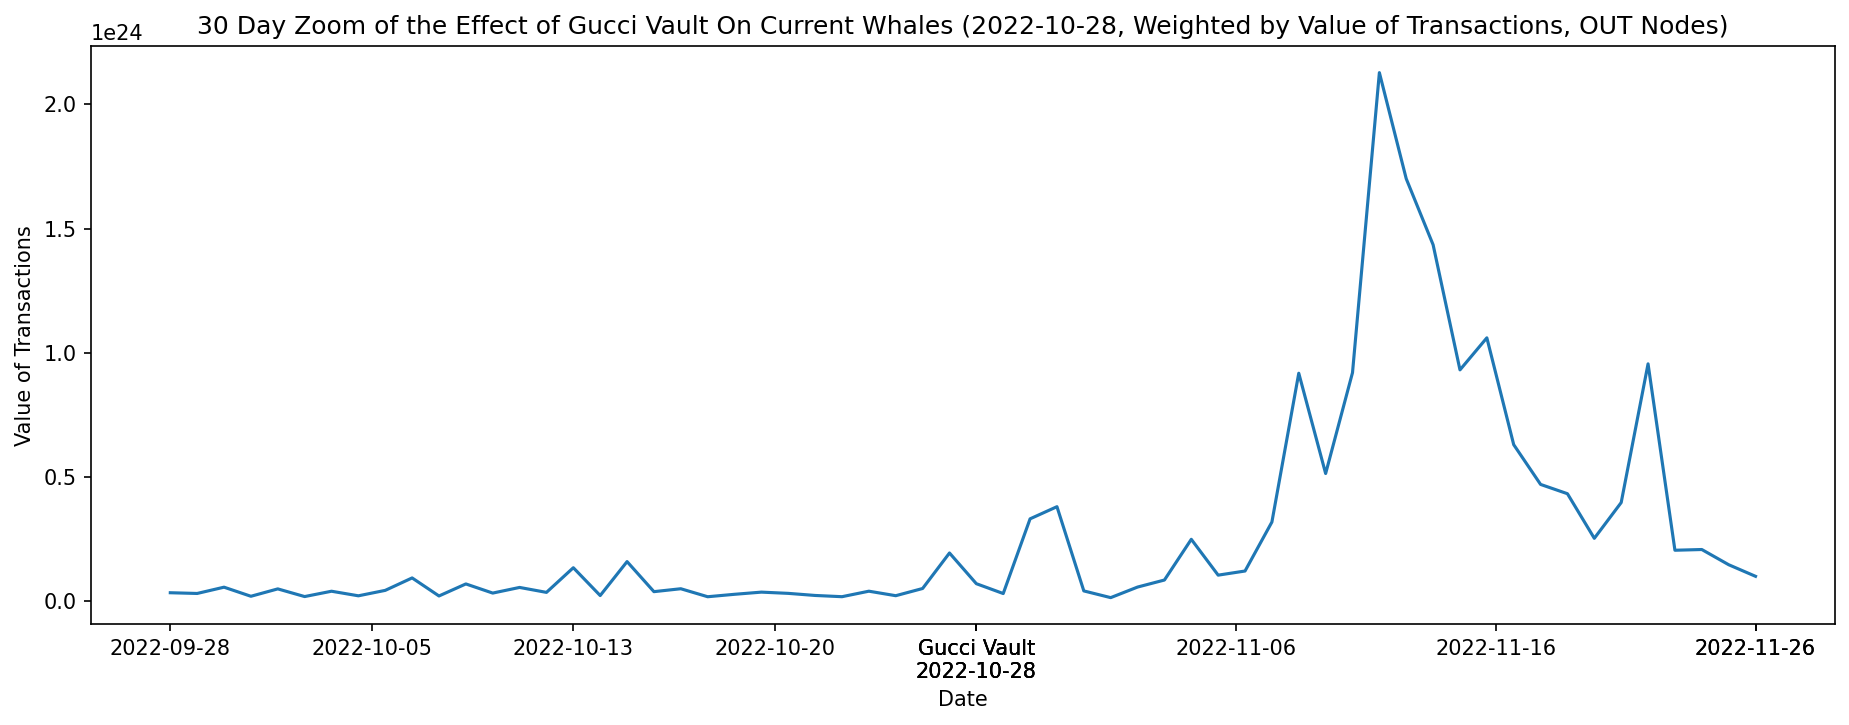 30 Day Zoom of the Effect of Gucci Vault On Current Whales (2022-10-28, Weighted by Value of Transactions, OUT Nodes)
1e24
2.0
1.5
1.0
0.5
0.0
Value of Transactions
2022-09-28 2022-10-05 2022-10-13 2022-10-20 Gucci Vault 2022-11-06 2022-11-16 2022-11-26
2022-10-28
Date